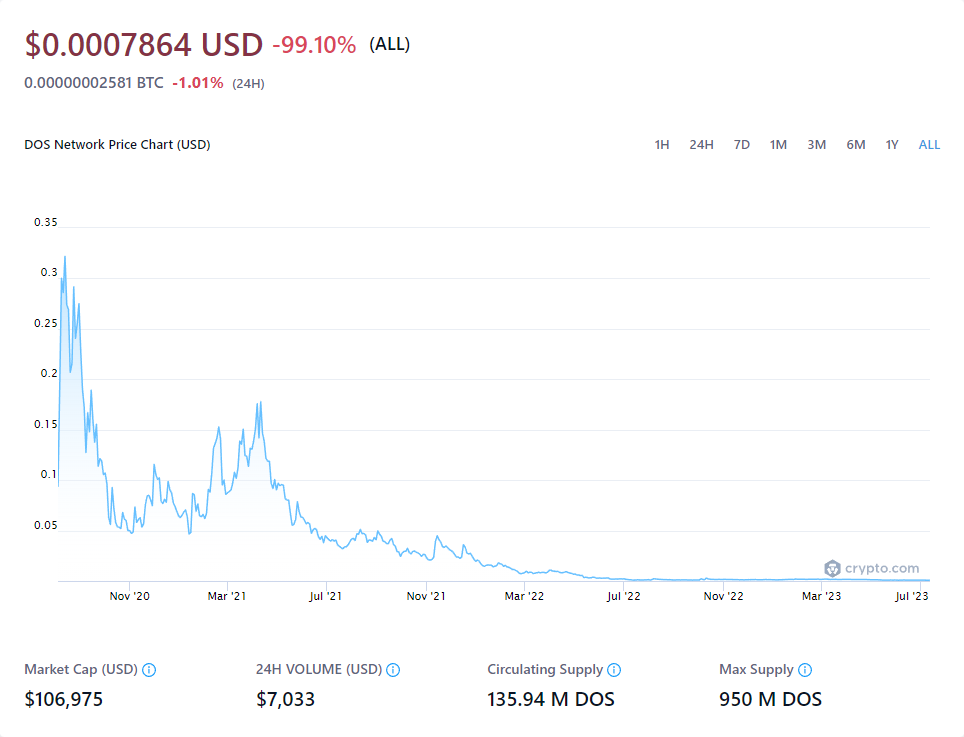 $0.0007864 USD -99.10% (ALL)
0.00000002581 BTC -1.01% (24H)
DOS Network Price Chart (USD) 1H 24H 7D 1M 3M 6M 1Y ALL
0.35
0.3
0.25
0.2
0.15
0.1
0.05
crypto.com
Nov '20 Mar '21 Jul '21 Nov '21 Mar '22 Jul '22 Nov '22 Mar '23 Jul '23
Market Cap (USD) 24H VOLUME (USD) Circulating Supply Max Supply
$106,975 $7,033 135.94 M DOS 950 M DOS